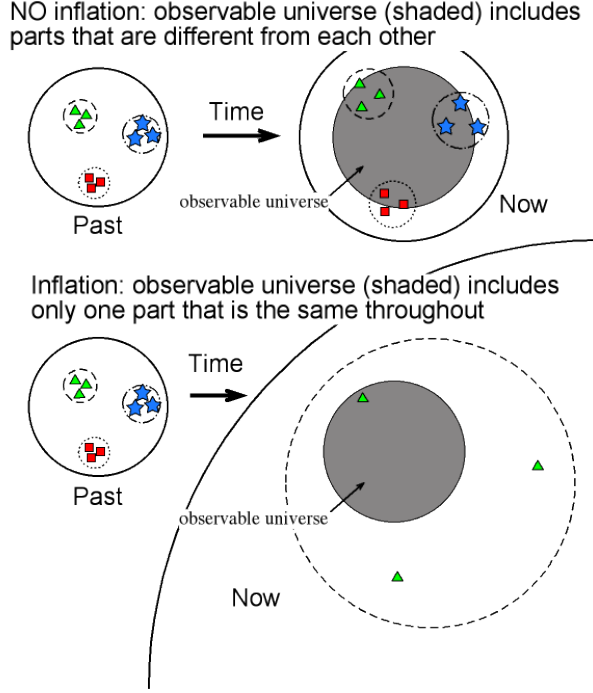 NO inflation: observable universe (shaded) includes
parts that are different from each other
Time
observable universe
Past
Now
Inflation: observable universe (shaded) includes
only one part that is the same throughout
Time
Past
observable universe
Now